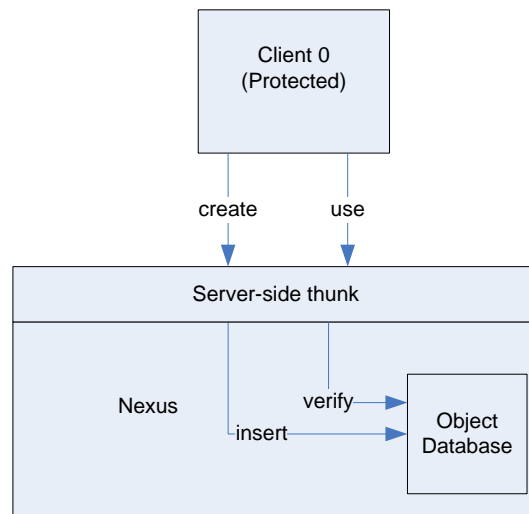 Client 0
(Protected)
create
use
Server-side thunk
Nexus
verify
insert
Object
Database